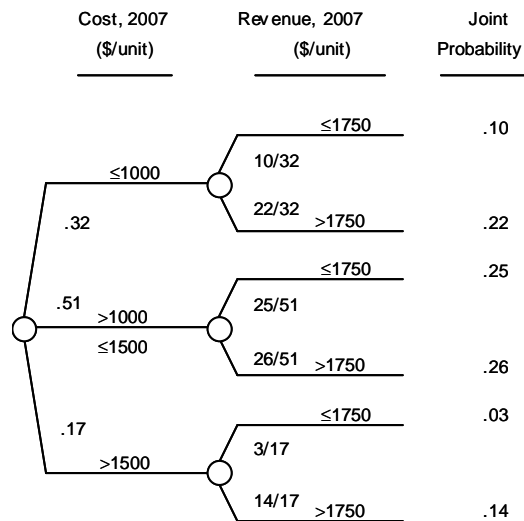 Cost, 2007 Revenue, 2007 Joint
($/unit) ($/unit) Probability
≤1750 .10
10/32
≤1000
22/32 >1750 .22
.32
≤1750 .25
.51 25/51
>1000
≤1500
26/51 >1750 .26
≤1750 .03
.17
3/17
>1500
14/17 >1750 .14